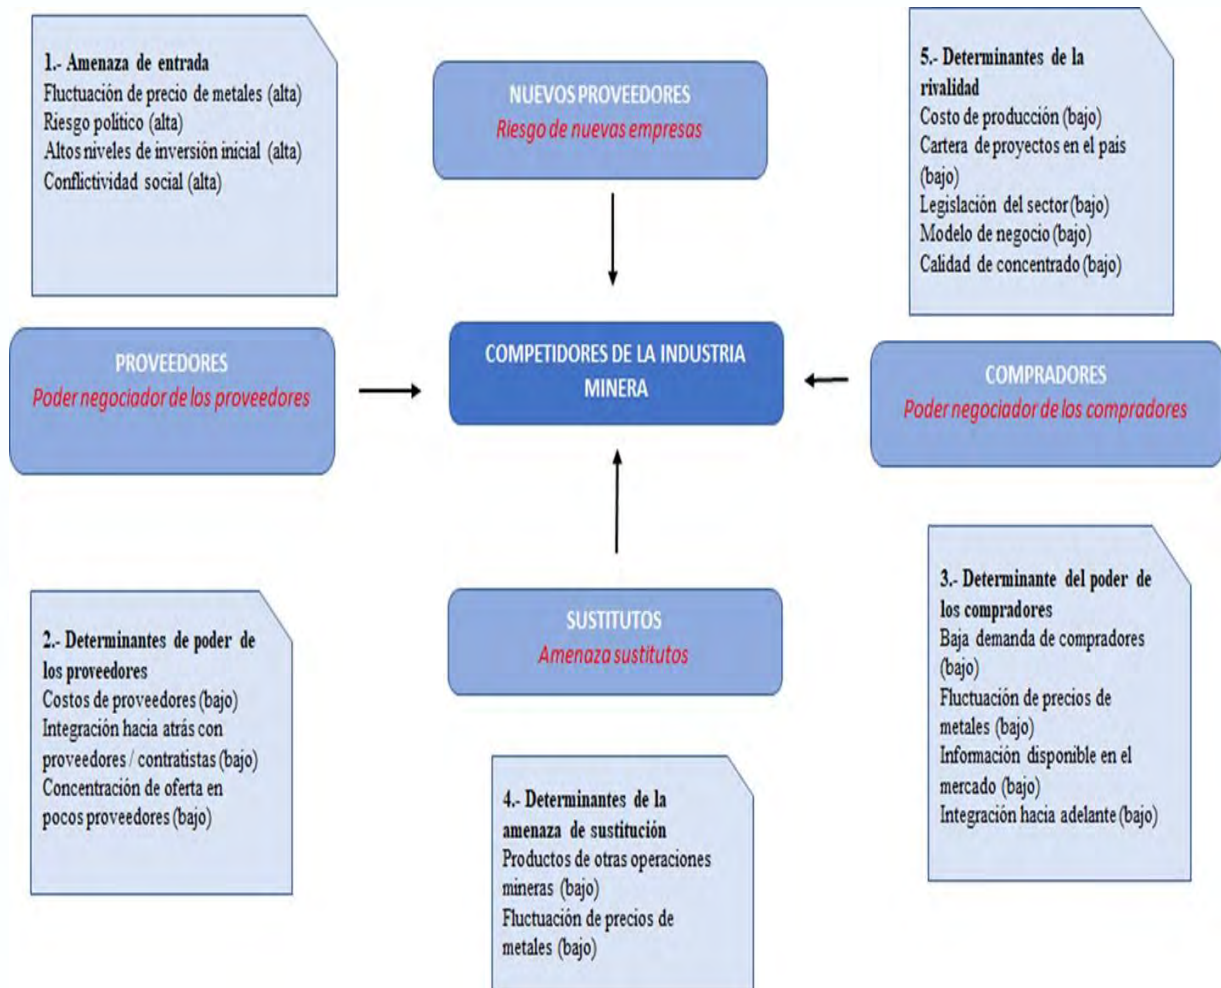 1.- Amenaza de entrada
Fluctuación de precio de metales (alta)
Riesgo político (alta)
Altos niveles de inversión inicial (alta)
Conflictividad social (alta)
NUEVOS PROVEEDORES
Riesgo de nuevas empresas
5.- Determinantes de la
rivalidad
Costo de producción (bajo)
Cartera de proyectos en el país
(bajo)
Legislación del sector (bajo)
Modelo de negocio (bajo)
Calidad de concentrado (bajo)
PROVEEDORES
Poder negociador de los proveedores
COMPETIDORES DE LA INDUSTRIA
MINERA
COMPRADORES
Poder negociador de los compradores
2.- Determinantes de poder de
los proveedores
Costos de proveedores (bajo)
Integración hacia atrás con
proveedores / contratistas (bajo)
Concentración de oferta en
pocos proveedores (bajo)
SUSTITUTOS
Amenaza sustitutos
3.- Determinante del poder de
los compradores
Baja demanda de compradores
(bajo)
Fluctuación de precios de
metales (bajo)
Información disponible en el
mercado (bajo)
Integración hacia adelante (bajo)
4.- Determinantes de la
amenaza de sustitución
Productos de otras operaciones
mineras (bajo)
Fluctuación de precios de
metales (bajo)